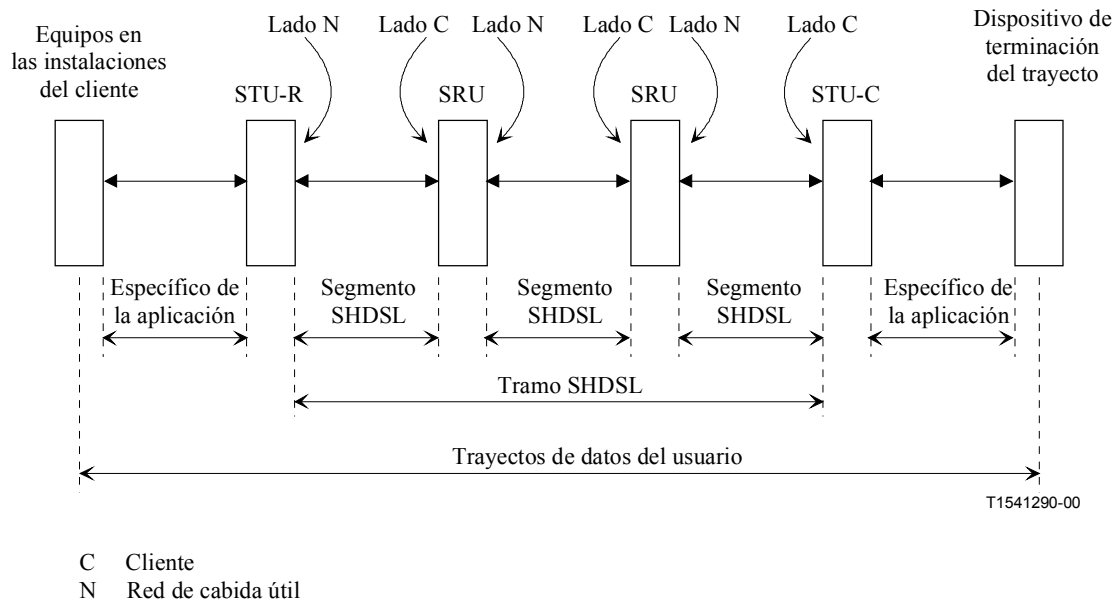 Lado N
Lado C
Lado N
Lado C
Lado N
Lado C
Dispositivo de
terminación
del trayecto
Equipos en
las instalaciones
del cliente
STU-R
SRU
SRU
STU-C
Específico de
la aplicación
Segmento
SHDSL
Segmento
SHDSL
Segmento
SHDSL
Específico de
la aplicación
Tramo SHDSL
Trayectos de datos del usuario
T1541290-00
C Cliente
N Red de cabida útil